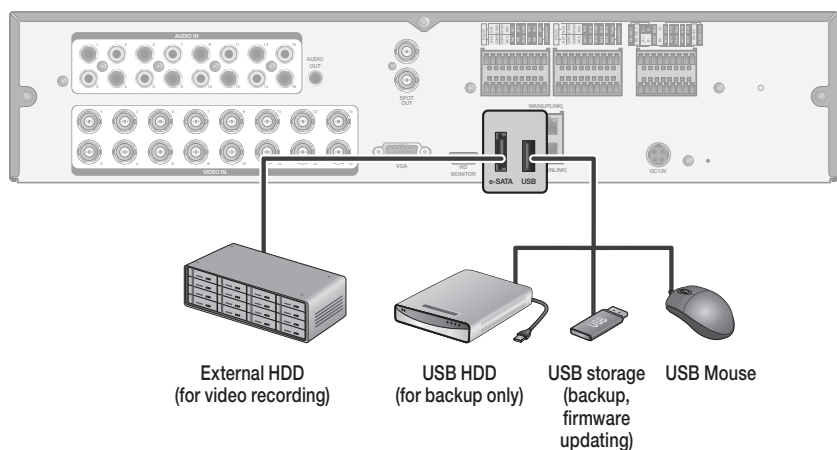 AUDIO IN
AUDIO
OUT
SPOT
OUT
VIDEO IN
VGA
HD
MONITOR
WAN(UPLINK)
e-SATA USB
DC12V
External HDD
(for video recording)
USB HDD
(for backup only)
USB
USB storage
(backup,
firmware
updating)
USB Mouse